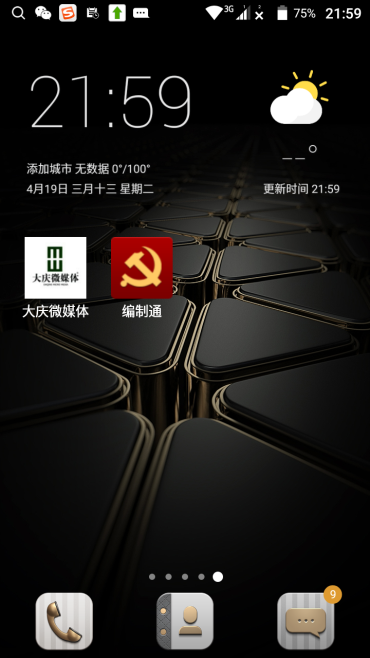 3G 75% 21:59
21:59
添加城市 无数据 0°/100°
4月19日 三月十三 星期二
__°
更新时间 21:59
大庆微媒体
大庆微媒体 编制通
9